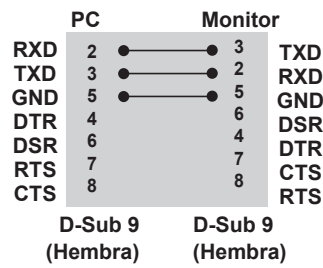 PC Monitor
RXD 2 3 TXD
TXD 3 2 RXD
GND 5 5 GND
DTR 4 6 DSR
DSR 6 4 DTR
RTS 7 7 CTS
CTS 8 8 RTS
D-Sub 9 D-Sub 9
(Hembra) (Hembra)